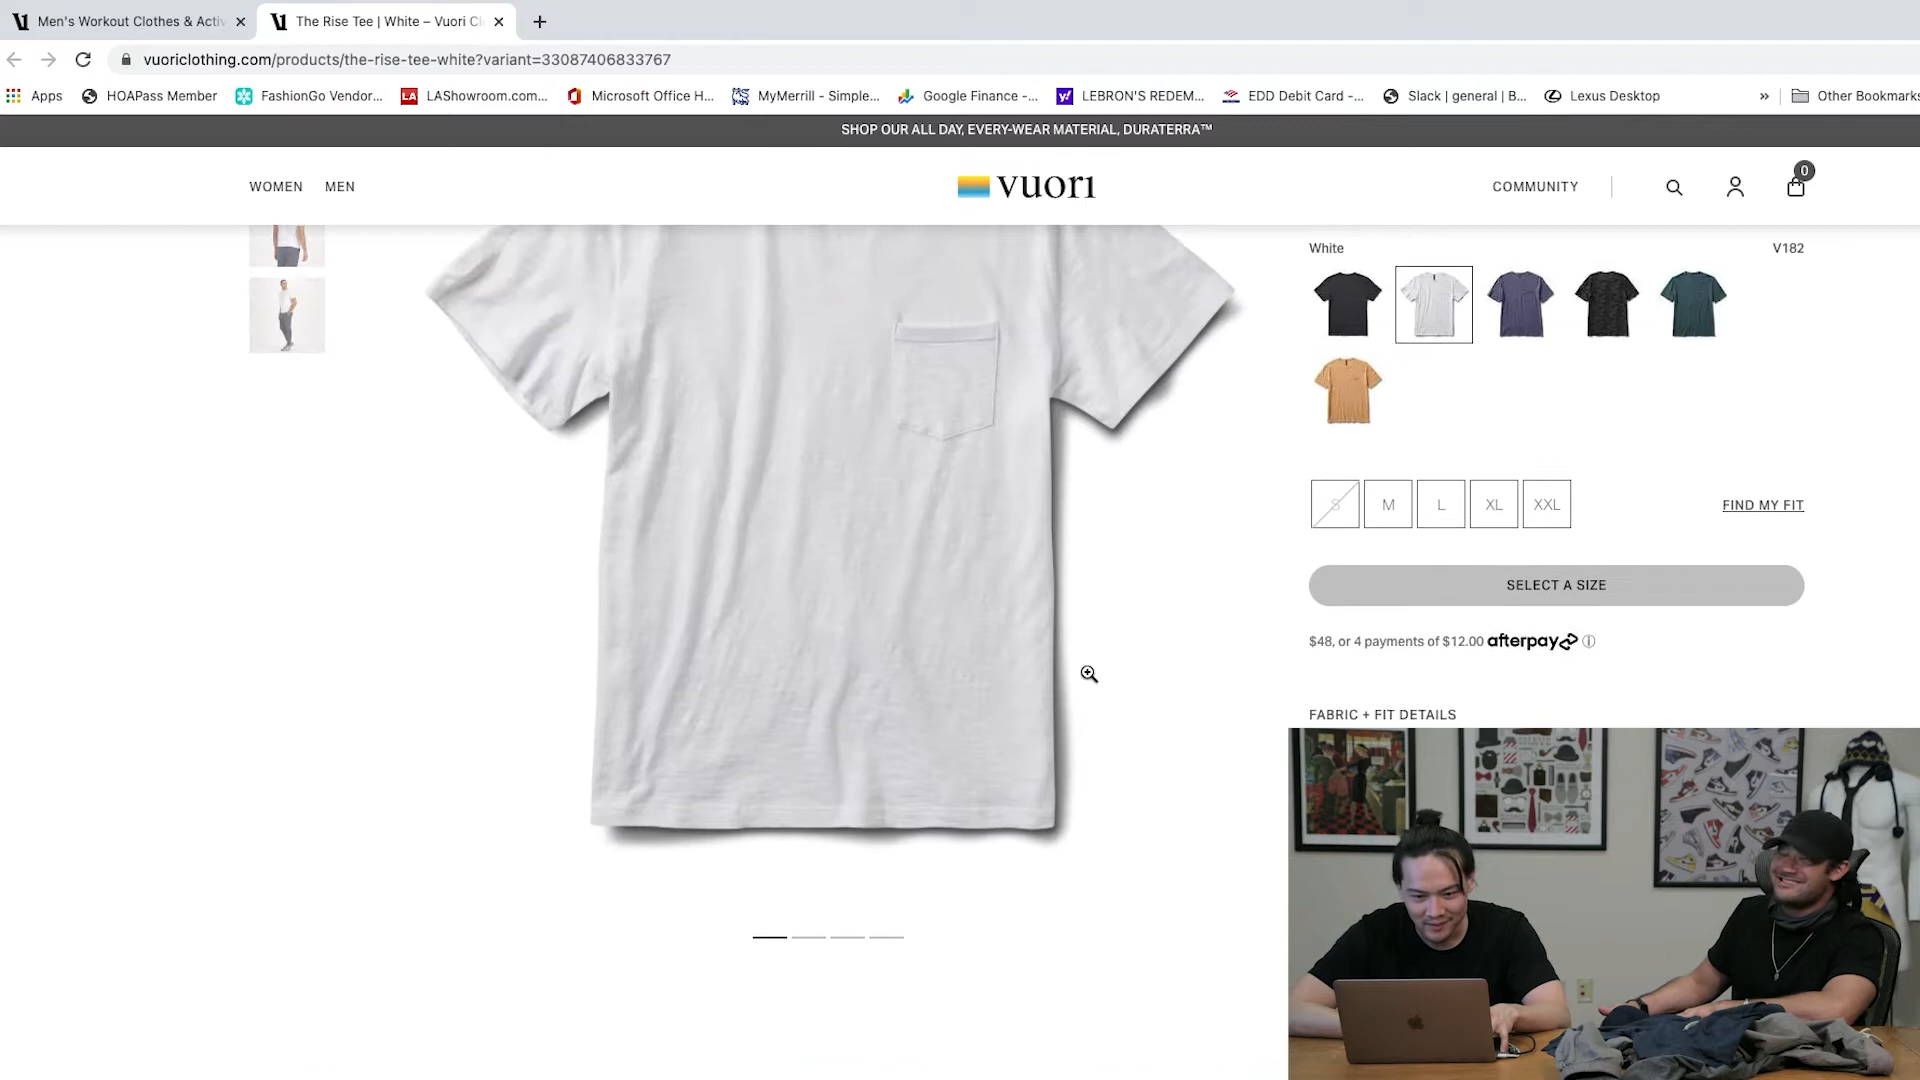 Men's Workout Clothes & Activ
The Rise Tee | White – Vuori Cl
vuoriclothing.com/products/the-rise-tee-white?variant=33087406833767
Apps
HOAPass Member
FashionGo Vendor...
LA
LAShowroom.com...
Microsoft Office H...
MyMerrill - Simple...
Google Finance -...
LEBRON'S REDEM...
EDD Debit Card -...
Slack | general | B...
Lexus Desktop
»
Other Bookmarks
SHOP OUR ALL DAY, EVERY-WEAR MATERIAL, DURATERRA™
WOMEN
MEN
vuori
COMMUNITY
0
White
V182
S
M
L
XL
XXL
FIND MY FIT
SELECT A SIZE
$48, or 4 payments of $12.00 afterpay
FABRIC + FIT DETAILS